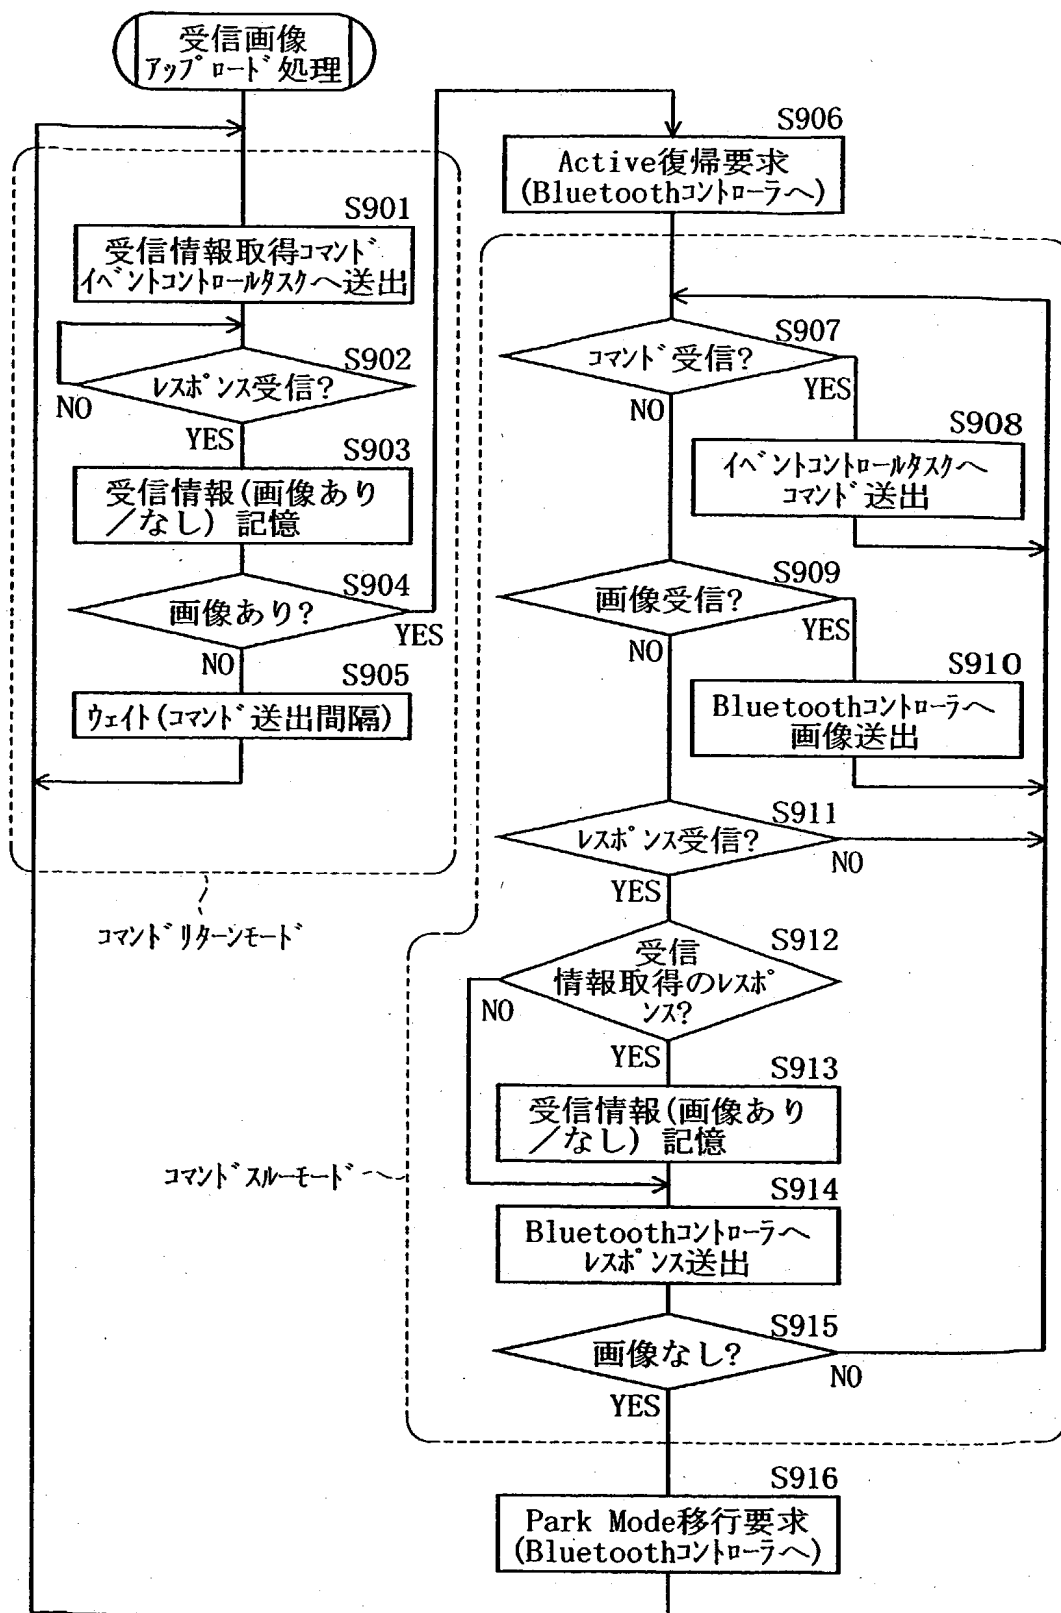 受信画像
アップロード処理
S901
受信情報取得コマンド
イベントコントロールタスクへ送出
S902
レスポンス受信?
NO
YES
S903
受信情報(画像あり
/なし)記憶
S904
画像あり?
YES
NO
S905
ウェイト(コマンド送出間隔)
コマンドリターンモード
S906
Active復帰要求
(Bluetoothコントローラへ)
S907
コマンド受信?
YES
NO
S908
イベントコントロールタスクへ
コマンド送出
S909
画像受信?
YES
NO
S910
Bluetoothコントローラへ
画像送出
S911
レスポンス受信?
NO
YES
S912
受信
情報取得のレスポ
ンス?
NO
YES
S913
受信情報(画像あり
/なし)記憶
コマンドスルーモード
S914
Bluetoothコントローラへ
レスポンス送出
S915
画像なし?
NO
YES
S916
Park Mode移行要求
(Bluetoothコントローラへ)